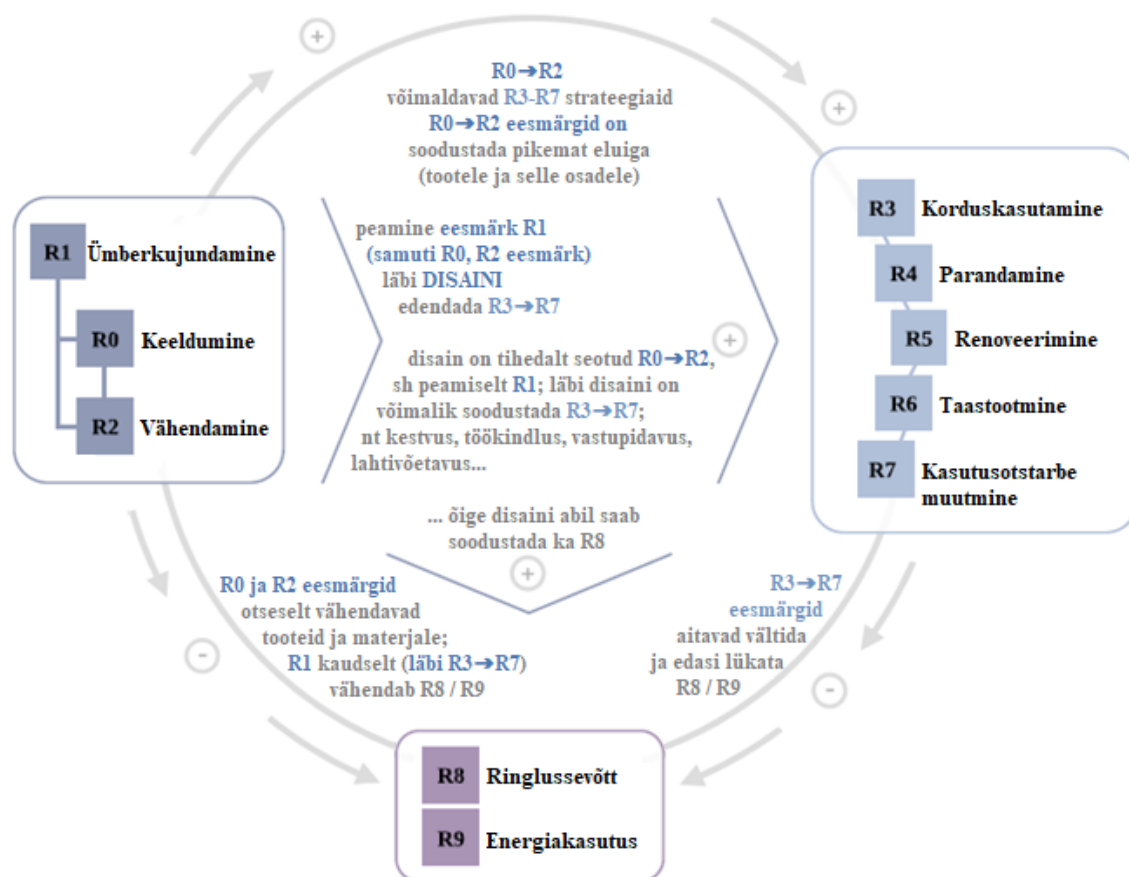 +
+
R0→R2
võimaldavad R3-R7 strateegiaid
R0→R2 eesmärgid on
soodustada pikemat eluiga
(tootele ja selle osadele)
R1 Ümberkujundamine
R0 Keeldumine
R2 Vähendamine
peamine eesmärk R1
(samuti R0, R2 eesmärk)
läbi DISAINI
edendada R3→R7
+
disain on tihedalt seotud R0→R2,
sh peamiselt R1; läbi disaini on
võimalik soodustada R3→R7;
nt kestvus, töökindlus, vastupidavus,
lahtivõetavus...
R3 Korduskasutamine
R4 Parandamine
R5 Renoveerimine
R6 Taastootmine
R7 Kasutusotstarbe
muutmine
... õige disaini abil saab
soodustada ka R8
+
R0 ja R2 eesmärgid
otseselt vähendavad
tooteid ja materjale;
R1 kaudselt (läbi R3→R7)
vähendab R8 / R9
-
R3→R7
eesmärgid
aitavad vältida
ja edasi lükata
R8 / R9
-
R8 Ringlussevõtt
R9 Energiakasutus